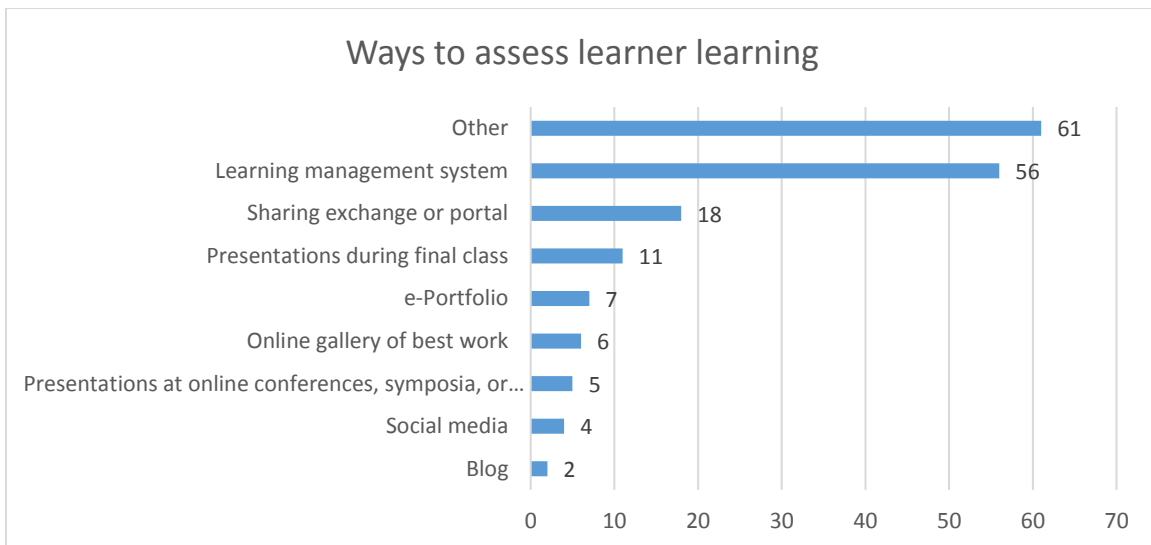 Ways to assess learner learning
Other 61
Learning management system 56
Sharing exchange or portal 18
Presentations during final class 11
e-Portfolio 7
Online gallery of best work 6
Presentations at online conferences, symposia, or… 5
Social media 4
Blog 2
0 10 20 30 40 50 60 70